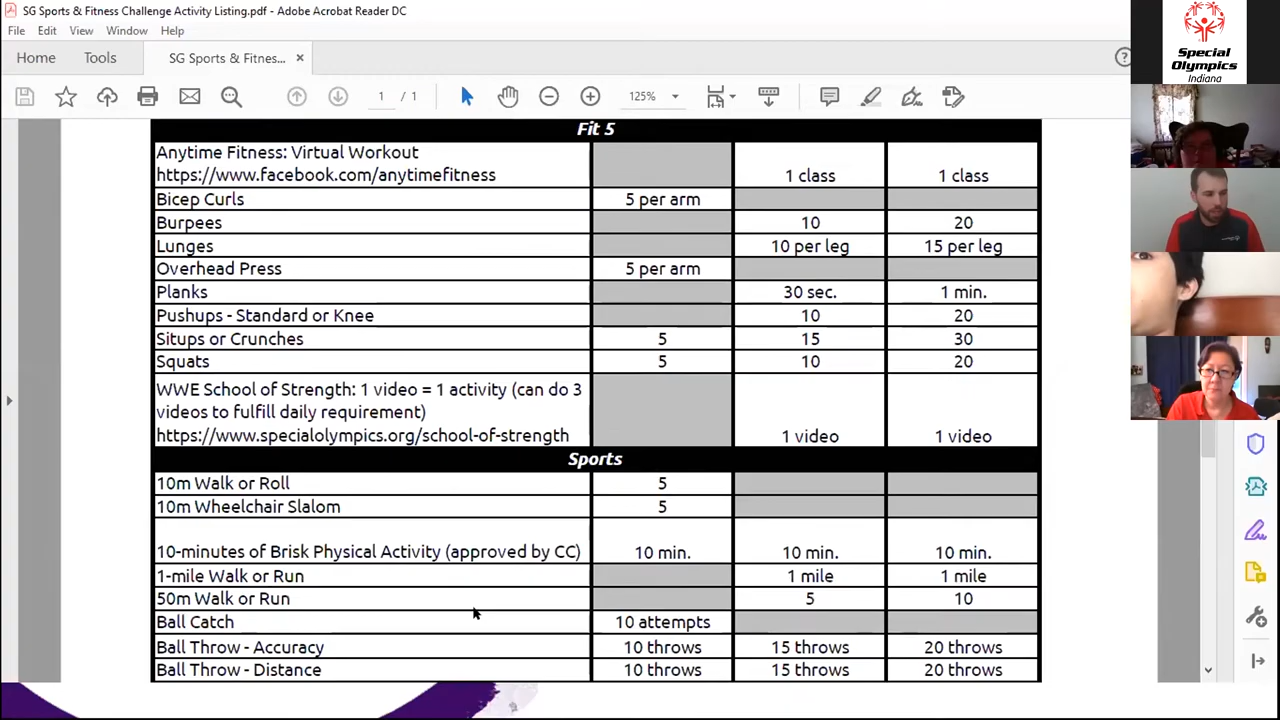 SG Sports & Fitness Challenge Activity Listing.pdf - Adobe Acrobat Reader DC
File Edit View Window Help
Home Tools SG Sports & Fitnes... ×
1 / 1 125%
Special
Olympics
Indiana
Fit 5
Anytime Fitness: Virtual Workout
https://www.facebook.com/anytimefitness 1 class 1 class
Bicep Curls 5 per arm
Burpees 10 20
Lunges 10 per leg 15 per leg
Overhead Press 5 per arm
Planks 30 sec. 1 min.
Pushups - Standard or Knee 10 20
Situps or Crunches 5 15 30
Squats 5 10 20
WWE School of Strength: 1 video = 1 activity (can do 3
videos to fulfill daily requirement)
https://www.specialolympics.org/school-of-strength 1 video 1 video
Sports
10m Walk or Roll 5
10m Wheelchair Slalom 5
10-minutes of Brisk Physical Activity (approved by CC) 10 min. 10 min. 10 min.
1-mile Walk or Run 1 mile 1 mile
50m Walk or Run 5 10
Ball Catch 10 attempts
Ball Throw - Accuracy 10 throws 15 throws 20 throws
Ball Throw - Distance 10 throws 15 throws 20 throws